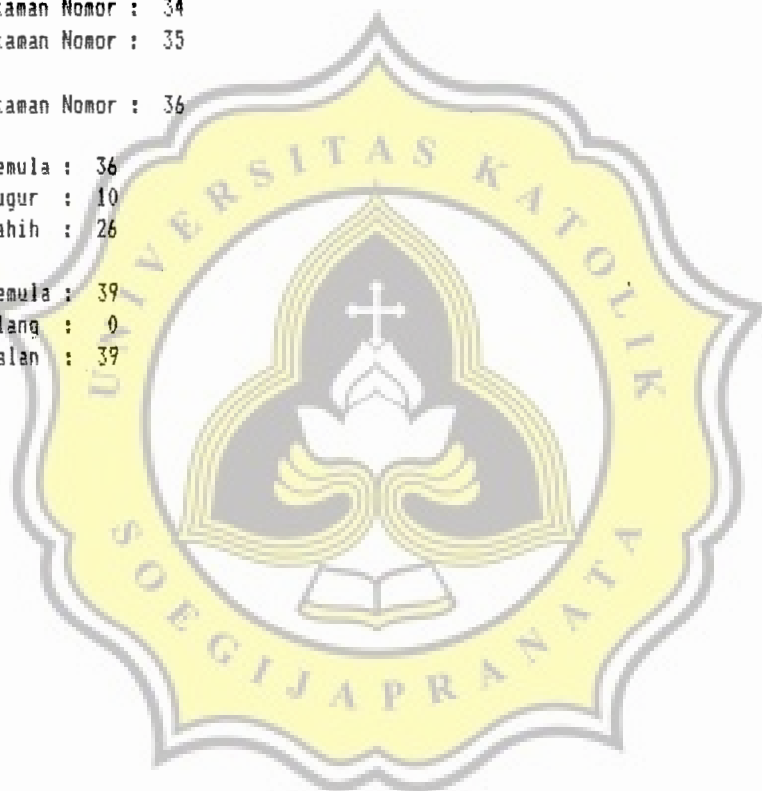 taman Nomor : 34
taman Nomor : 35
taman Nomor : 36
emula : 36
ugur : 10
ahih : 26
emula : 39
lang : 0
alan : 39
UNIVERSITAS KATOLIK
SOEGIJAPRANATA